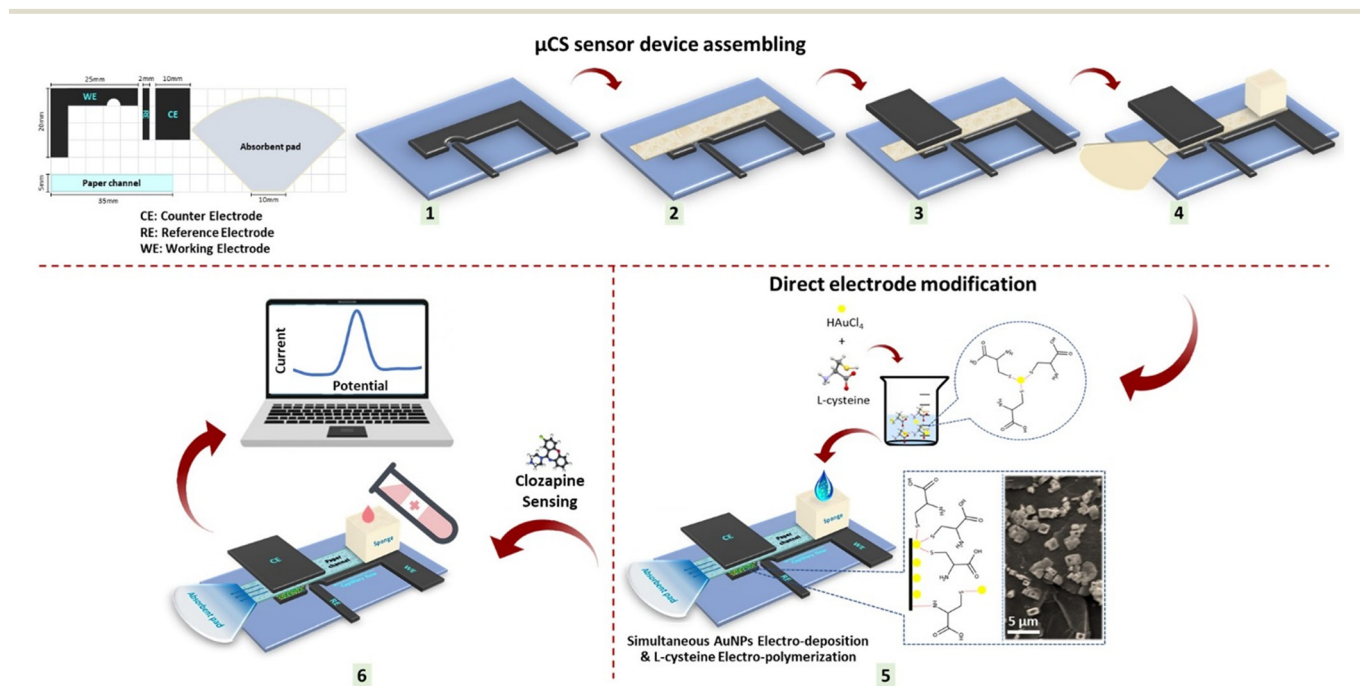 µCS sensor device assembling
25mm
2mm
10mm
WE
RE
CE
20mm
Absorbent pad
5mm
Paper channel
35mm
10mm
CE: Counter Electrode
RE: Reference Electrode
WE: Working Electrode
1
2
3
4
Direct electrode modification
HAuCl4
+
L-cysteine
Current
Potential
Clozapine
Sensing
Sponge
CE
Paper
channel
WE
RE
Absorbent pad
6
Sponge
CE
Paper
channel
WE
RE
Absorbent pad
Simultaneous AuNPs Electro-deposition
& L-cysteine Electro-polymerization
5
5 µm